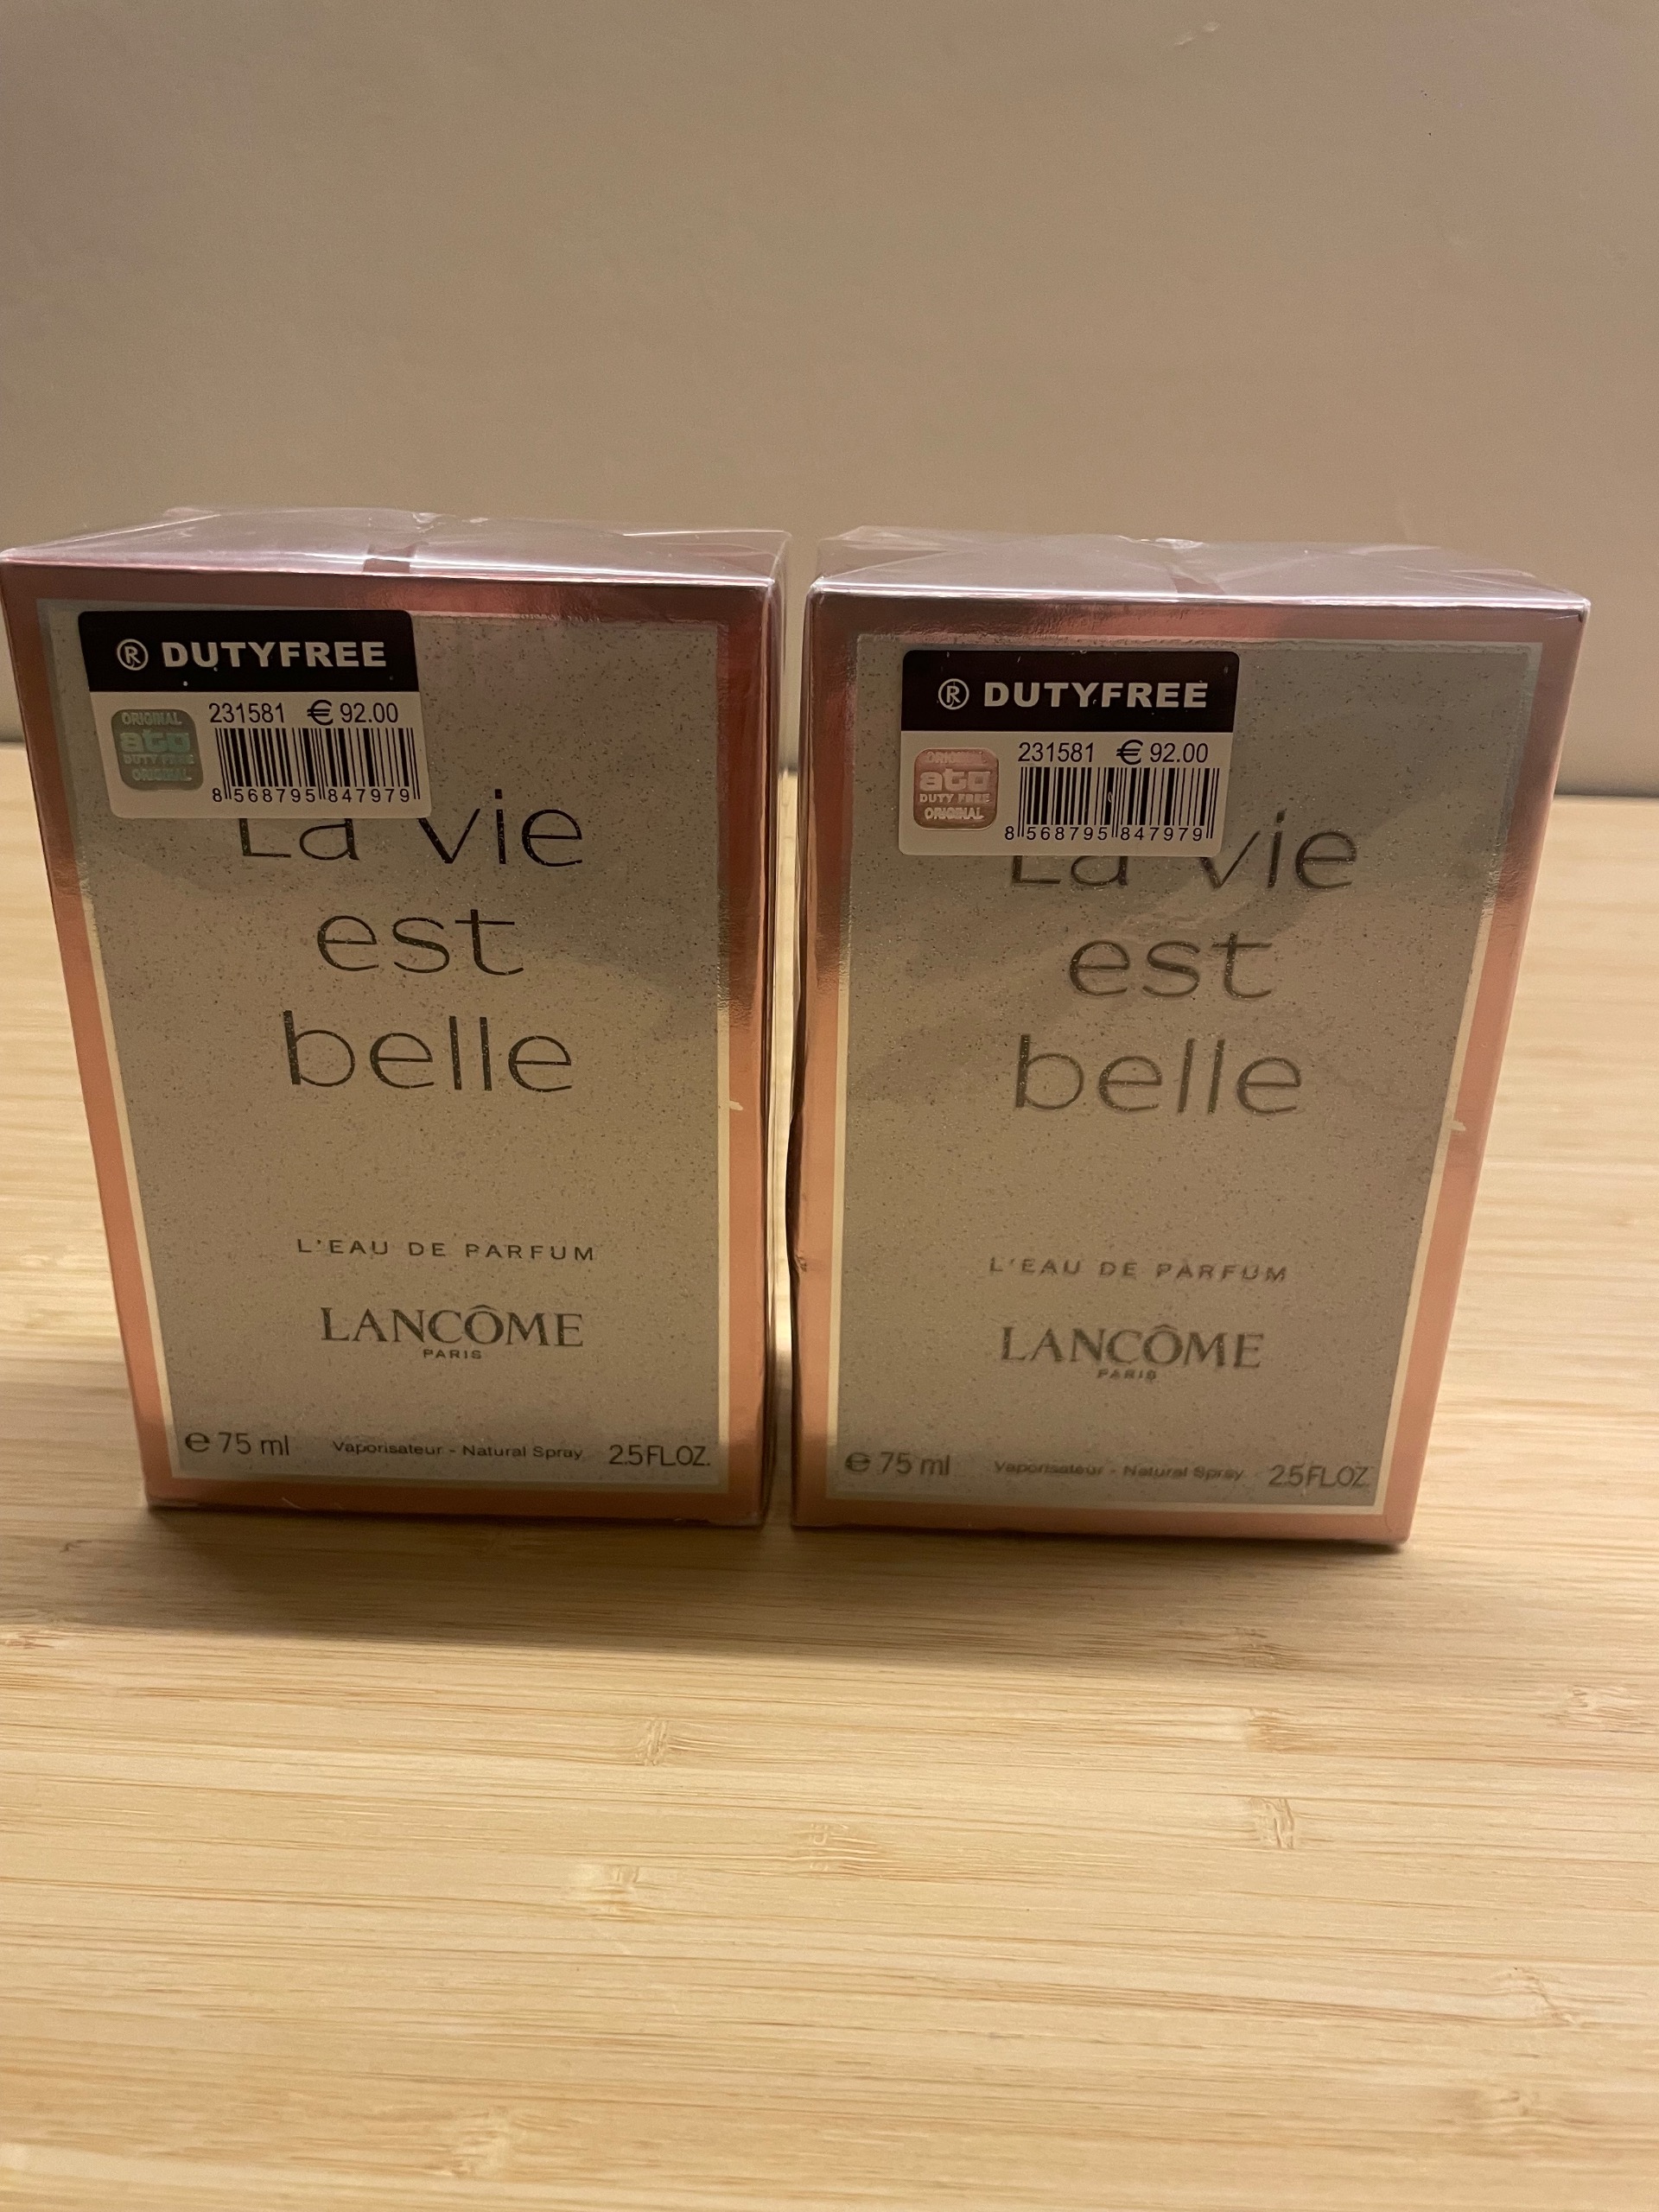 ® DUTYFREE
231581 € 92.00
ORIGINAL
ato
DUTY FREE
ORIGINAL
8 568795 847979
La vie
est
belle
L'EAU DE PARFUM
LANCÔME
PARIS
e 75 ml Vaporisateur - Natural Spray 2.5FL.OZ.
® DUTYFREE
231581 € 92.00
ORIGINAL
ato
DUTY FREE
ORIGINAL
8 568795 847979
La vie
est
belle
L'EAU DE PARFUM
LANCÔME
PARIS
e 75 ml Vaporisateur - Natural Spray 2.5FL.OZ